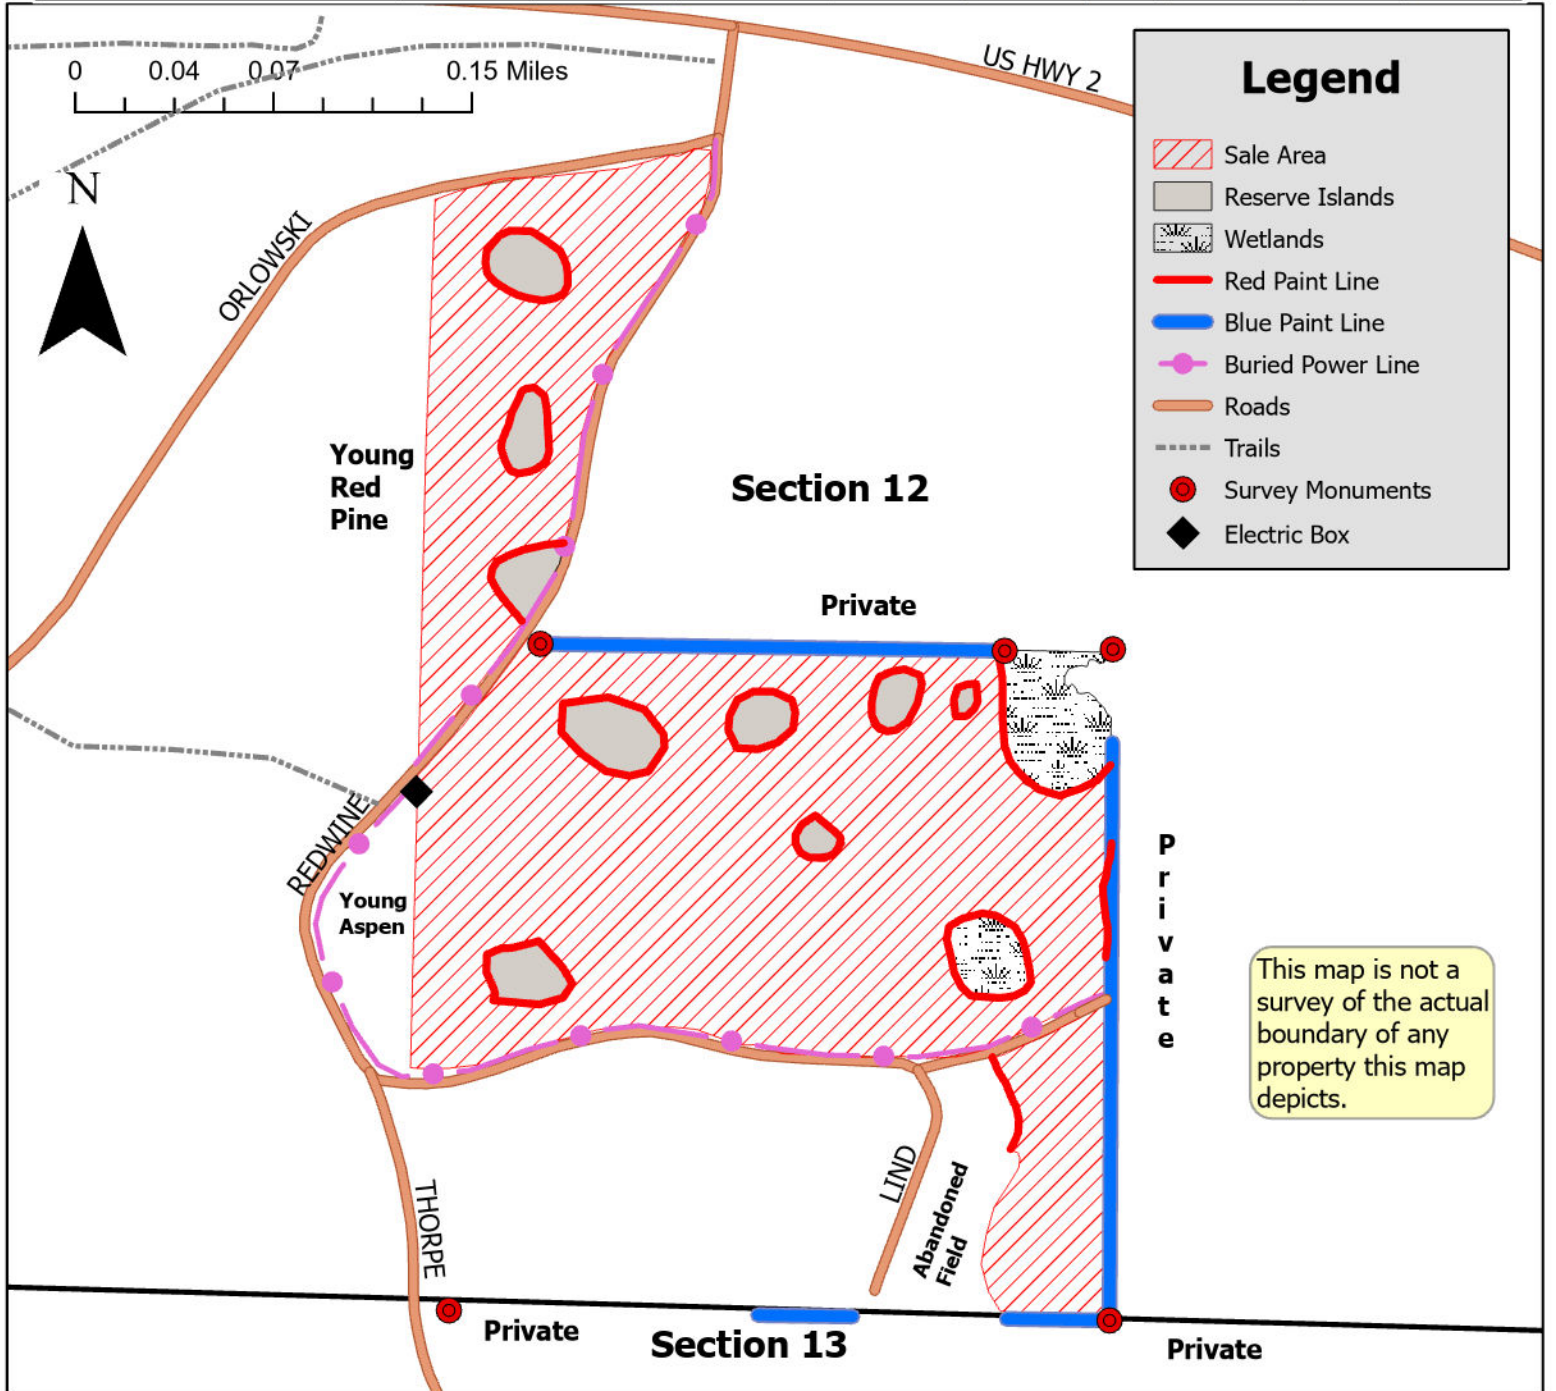 US HWY 2
0 0.04 0.07 0.15 Miles
N
ORLOWSKI
Legend
Sale Area
Reserve Islands
Wetlands
Red Paint Line
Blue Paint Line
Buried Power Line
Roads
Trails
Survey Monuments
Electric Box
Young
Red
Pine
Section 12
Private
REDWINE
Young
Aspen
P
r
i
v
a
t
e
This map is not a
survey of the actual
boundary of any
property this map
depicts.
THORPE
LIND
Abandoned
Field
Private
Section 13
Private